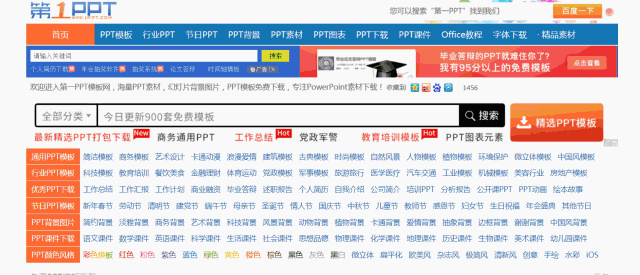 第1PPT
WWW.1PPT.COM
您可以搜索“第一PPT”找到我们
百度一下
首页 PPT模板 行业PPT 节日PPT PPT背景 PPT素材 PPT图表 PPT下载 PPT课件 Office教程 字体下载 · 精品素材
请输入关键词 搜索
毕业答辩的PPT就难住你了？
我有95以上的免费模板
点击查看
个人简历下载 年会抽奖软件 抽奖系统 论文答辩 时间轴模板 广告
欢迎进入第一PPT模板网，海量PPT素材，幻灯片背景图片，PPT模板免费下载，专注PowerPoint素材下载！
1456
全部分类 今日更新900套免费模板 搜索
精选PPT模板
最新精选PPT打包下载 New 商务通用PPT 工作总结 Hot 党政军警 教育培训模板 Hot PPT图表元素
通用PPT模板 简洁模板 商务模板 艺术设计 卡通动漫 浪漫爱情 建筑模板 古典模板 时尚模板 自然风景 人物模板 植物模板 环境保护 微立体模板 中国风模板
行业PPT模板 科技模板 教育培训 餐饮美食 金融理财 体育运动 党政模板 军事模板 旅游旅行 医学医疗 汽车交通 工业模板 机械模板 美容行业 房地产模板
优秀PPT下载 工作总结 工作汇报 工作计划 商业融资 毕业答辩 述职报告 个人简历 自我介绍 公司简介 培训PPT 分析报告 公开课PPT PPT动画 绘本故事
节日PPT模板 新年春节 劳动节 清明节 建党节 端午节 母亲节 圣诞节 情人节 国庆节 中秋节 儿童节 教师节 感恩节 妇女节 生日祝福 年会盛典 其他节日
PPT背景图片 简约背景 淡雅背景 商务背景 艺术背景 科技背景 风景背景 动物背景 植物背景 卡通背景 爱情背景 抽象背景 边框背景 谢谢背景 中国风背景
PPT课件下载 语文课件 数学课件 英语课件 科学课件 生活课件 社会课件 思想品德 物理课件 化学课件 地理课件 历史课件 生物课件 美术课件 幼儿园课件
PPT颜色风格 彩色模板 红色 粉色 紫色 蓝色 绿色 黄色 橙色 棕色 黑色 灰色 黑白 微立体 扁平化 欧美风 杂志风 极简风 清新风 创意 手绘 水彩 iOS